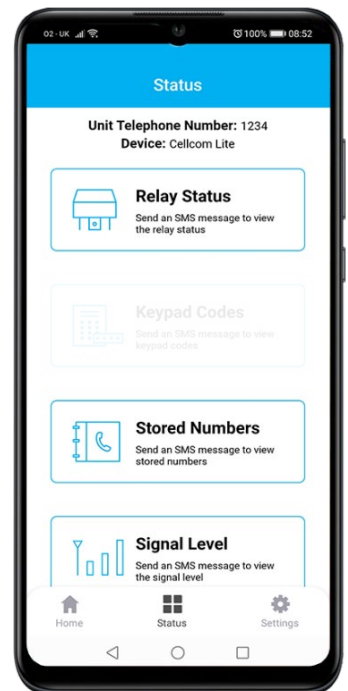 O2-UK 100% 08:52
Status
Unit Telephone Number: 1234
Device: Cellcom Lite
Relay Status
Send an SMS message to view
the relay status
Keypad Codes
Send an SMS message to view
keypad codes
Stored Numbers
Send an SMS message to view
stored numbers
Signal Level
Send an SMS message to view
the signal level
Home Status Settings